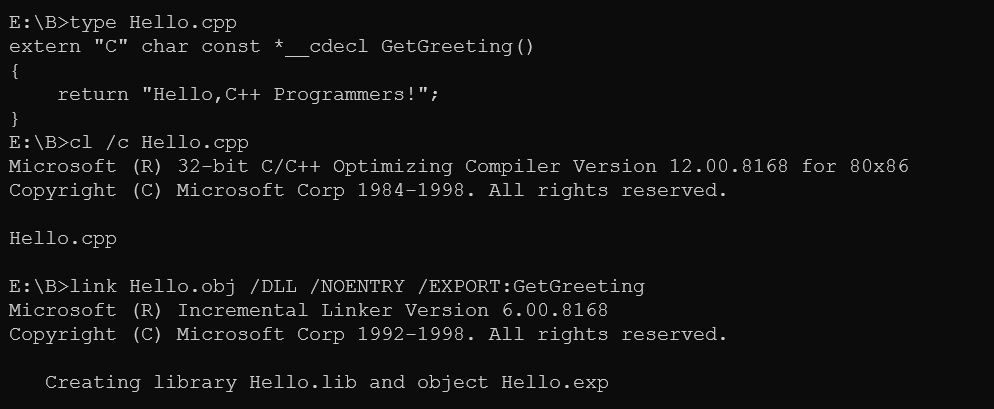 E:\B>type Hello.cpp
extern "C" char const *__cdecl GetGreeting()
{
    return "Hello,C++ Programmers!";
}
E:\B>cl /c Hello.cpp
Microsoft (R) 32-bit C/C++ Optimizing Compiler Version 12.00.8168 for 80x86
Copyright (C) Microsoft Corp 1984-1998. All rights reserved.

Hello.cpp

E:\B>link Hello.obj /DLL /NOENTRY /EXPORT:GetGreeting
Microsoft (R) Incremental Linker Version 6.00.8168
Copyright (C) Microsoft Corp 1992-1998. All rights reserved.

   Creating library Hello.lib and object Hello.exp